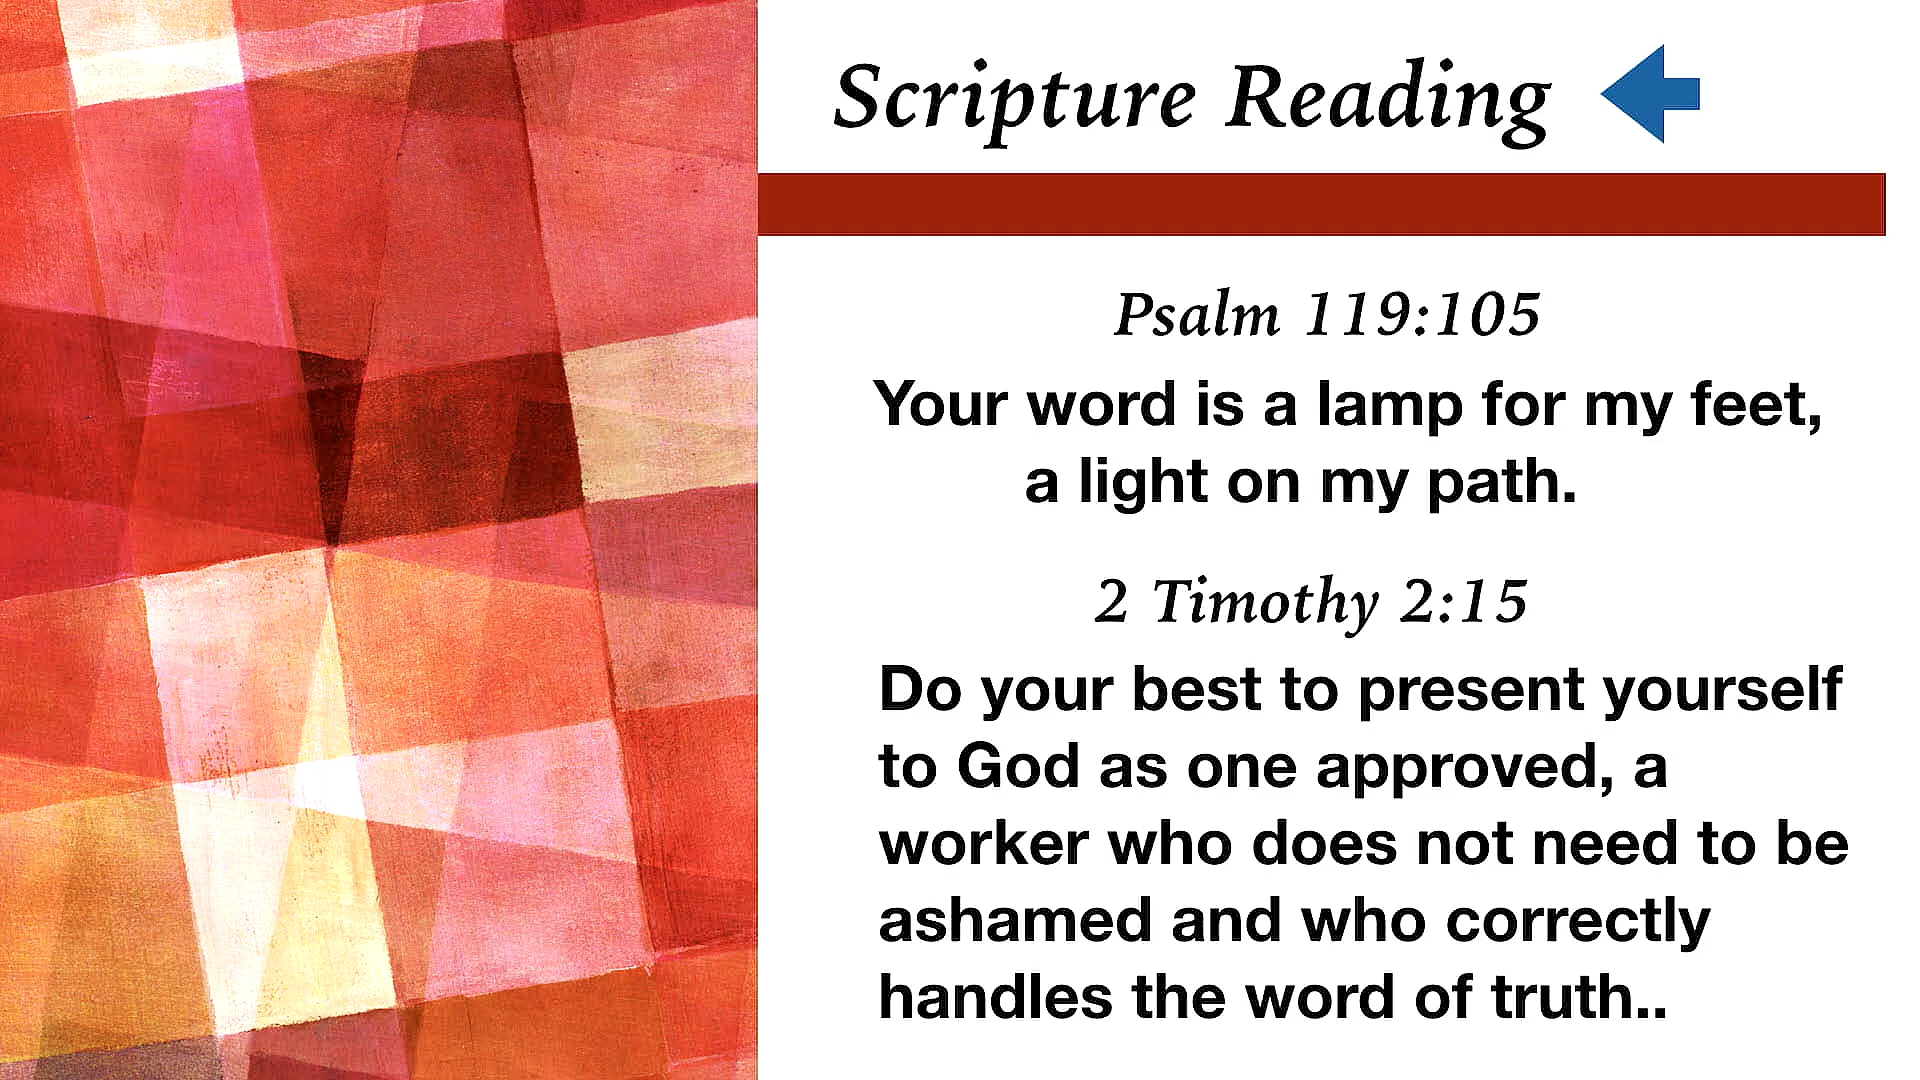 Scripture Reading
Psalm 119:105
Your word is a lamp for my feet,
a light on my path.
2 Timothy 2:15
Do your best to present yourself
to God as one approved, a
worker who does not need to be
ashamed and who correctly
handles the word of truth..